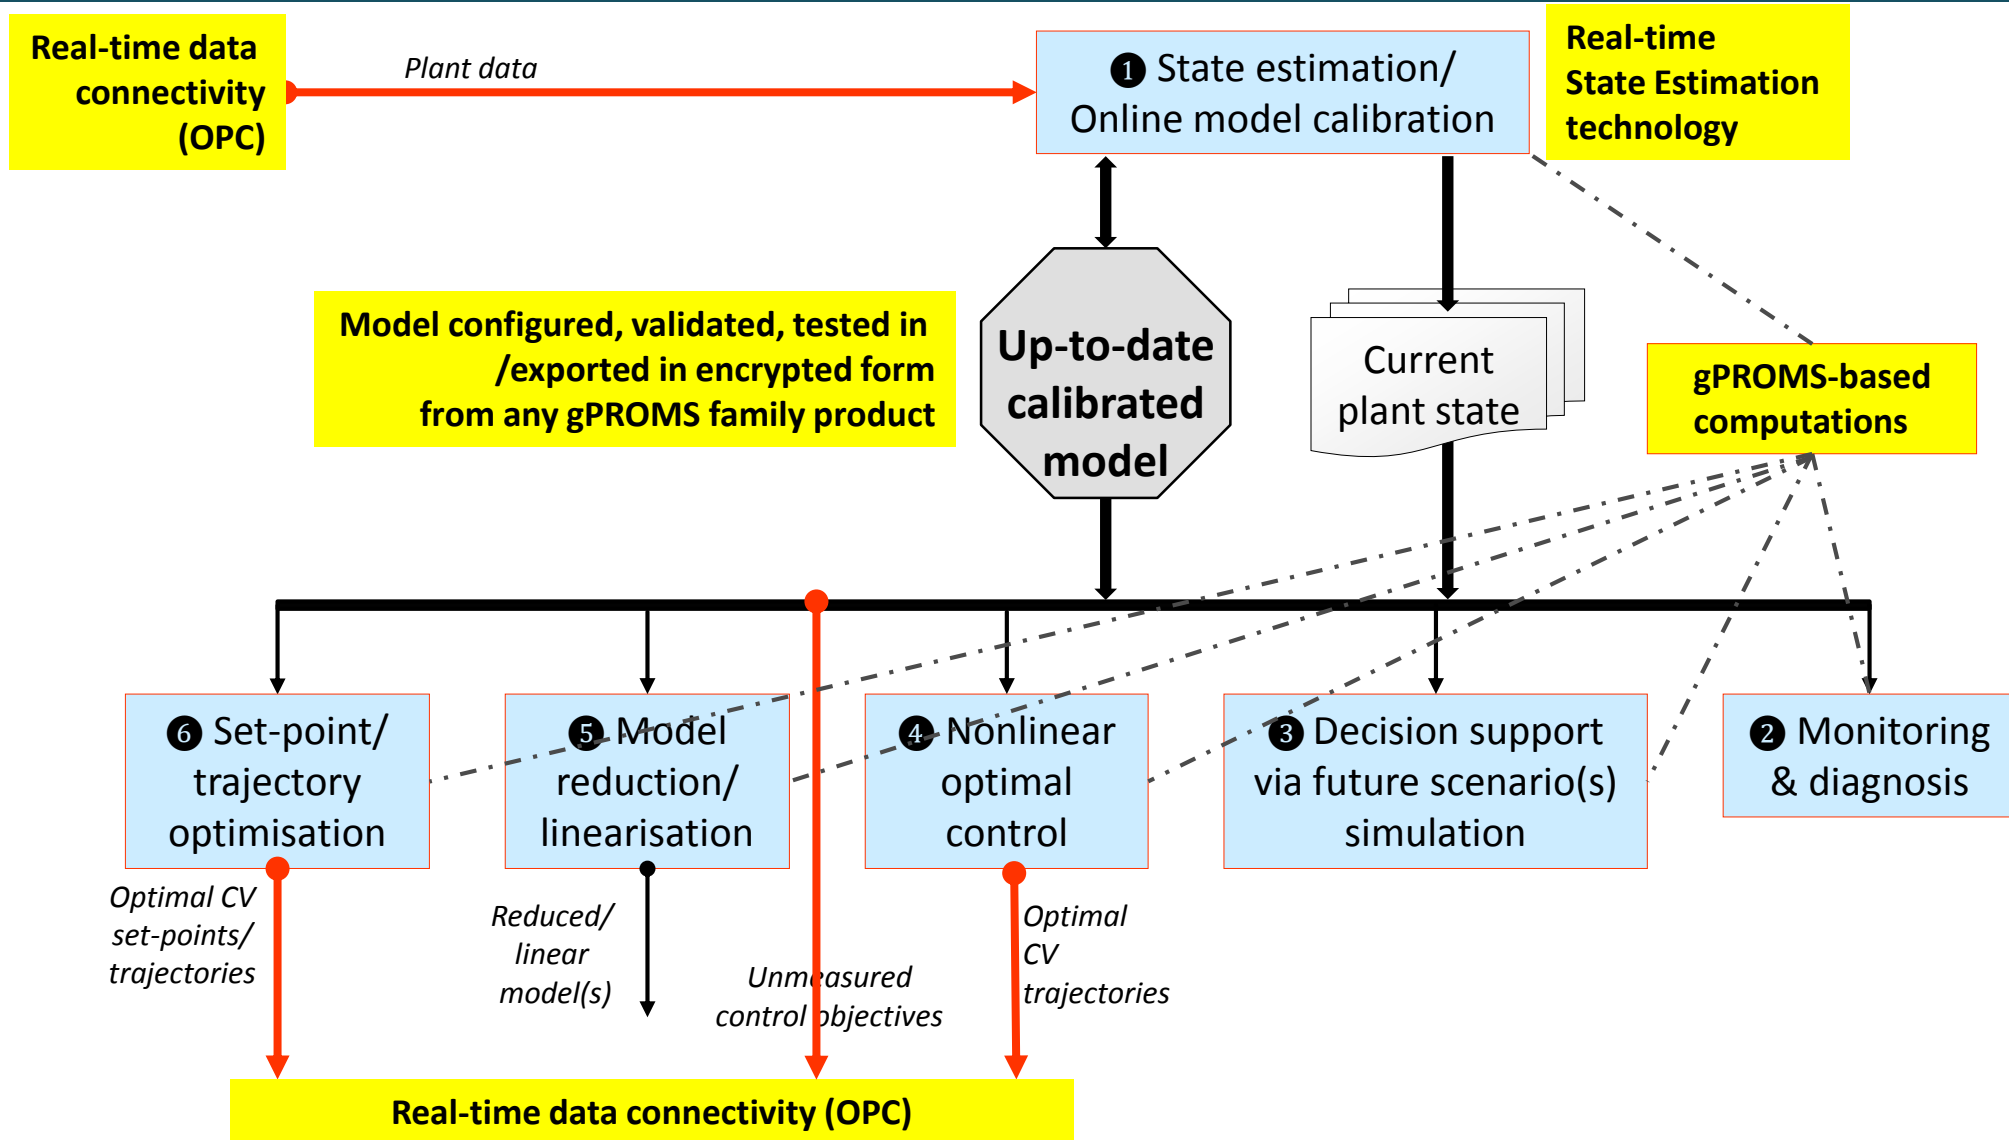 Real-time data
connectivity
(OPC)
Plant data
❶ State estimation/
Online model calibration
Real-time
State Estimation
technology
Model configured, validated, tested in
/exported in encrypted form
from any gPROMS family product
Up-to-date
calibrated
model
Current
plant state
gPROMS-based
computations
❻ Set-point/
trajectory
optimisation
❺ Model
reduction/
linearisation
❹ Nonlinear
optimal
control
❸ Decision support
via future scenario(s)
simulation
❷ Monitoring
& diagnosis
Optimal CV
set-points/
trajectories
Reduced/
linear
model(s)
Unmeasured
control objectives
Optimal
CV
trajectories
Real-time data connectivity (OPC)